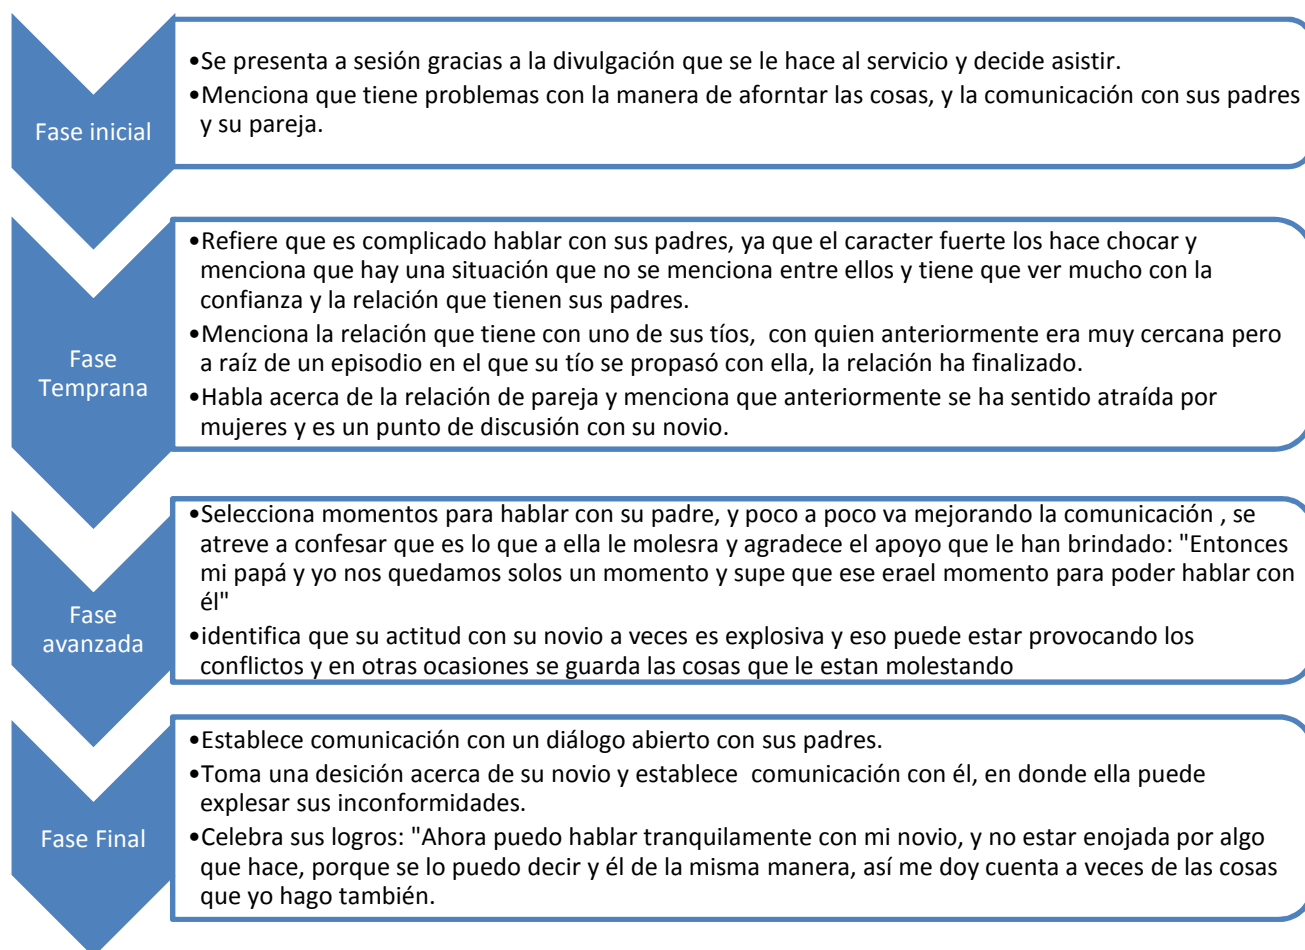 Fase inicial
•Se presenta a sesión gracias a la divulgación que se le hace al servicio y decide asistir.
•Menciona que tiene problemas con la manera de aforntar las cosas, y la comunicación con sus padres
y su pareja.
Fase
Temprana
•Refiere que es complicado hablar con sus padres, ya que el caracter fuerte los hace chocar y
menciona que hay una situación que no se menciona entre ellos y tiene que ver mucho con la
confianza y la relación que tienen sus padres.
•Menciona la relación que tiene con uno de sus tíos, con quien anteriormente era muy cercana pero
a raíz de un episodio en el que su tío se propasó con ella, la relación ha finalizado.
•Habla acerca de la relación de pareja y menciona que anteriormente se ha sentido atraída por
mujeres y es un punto de discusión con su novio.
Fase
avanzada
•Selecciona momentos para hablar con su padre, y poco a poco va mejorando la comunicación , se
atreve a confesar que es lo que a ella le molesra y agradece el apoyo que le han brindado: "Entonces
mi papá y yo nos quedamos solos un momento y supe que ese erael momento para poder hablar con
él"
•identifica que su actitud con su novio a veces es explosiva y eso puede estar provocando los
conflictos y en otras ocasiones se guarda las cosas que le estan molestando
Fase Final
•Establece comunicación con un diálogo abierto con sus padres.
•Toma una desición acerca de su novio y establece comunicación con él, en donde ella puede
explesar sus inconformidades.
•Celebra sus logros: "Ahora puedo hablar tranquilamente con mi novio, y no estar enojada por algo
que hace, porque se lo puedo decir y él de la misma manera, así me doy cuenta a veces de las cosas
que yo hago también.